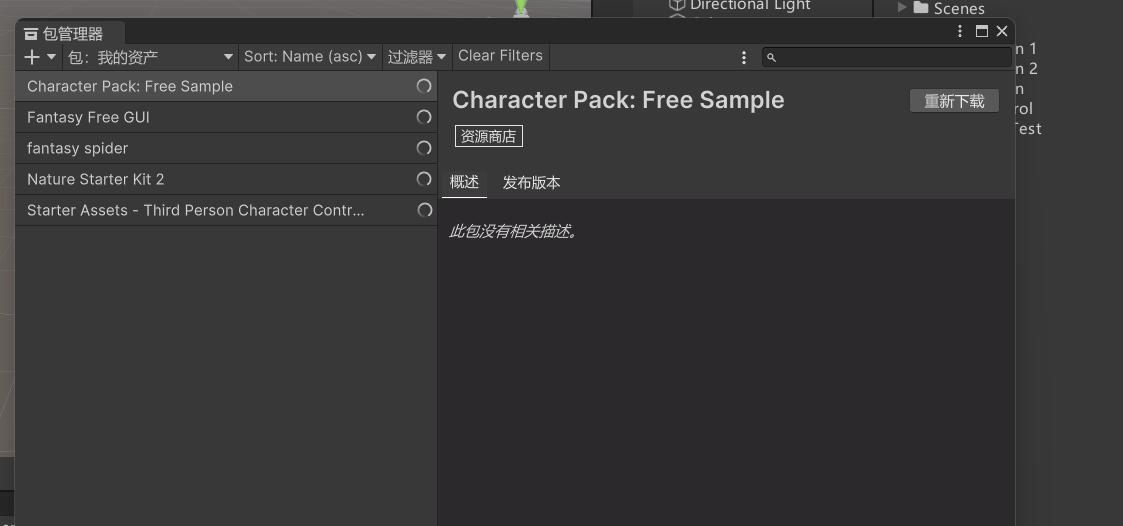 Directional Light
Scenes
包管理器
包：我的资产
Sort: Name (asc)
过滤器
Clear Filters
n 1
n 2
n
rol
Test
Character Pack: Free Sample
Fantasy Free GUI
fantasy spider
Nature Starter Kit 2
Starter Assets - Third Person Character Contr...
Character Pack: Free Sample
重新下载
资源商店
概述
发布版本
此包没有相关描述。